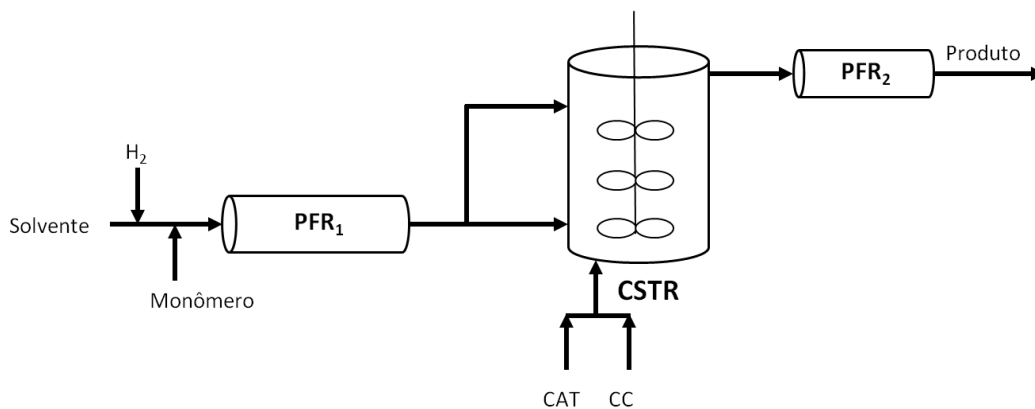 Produto
PFR₂
H₂
Solvente
PFR₁
Monômero
CSTR
CAT
CC